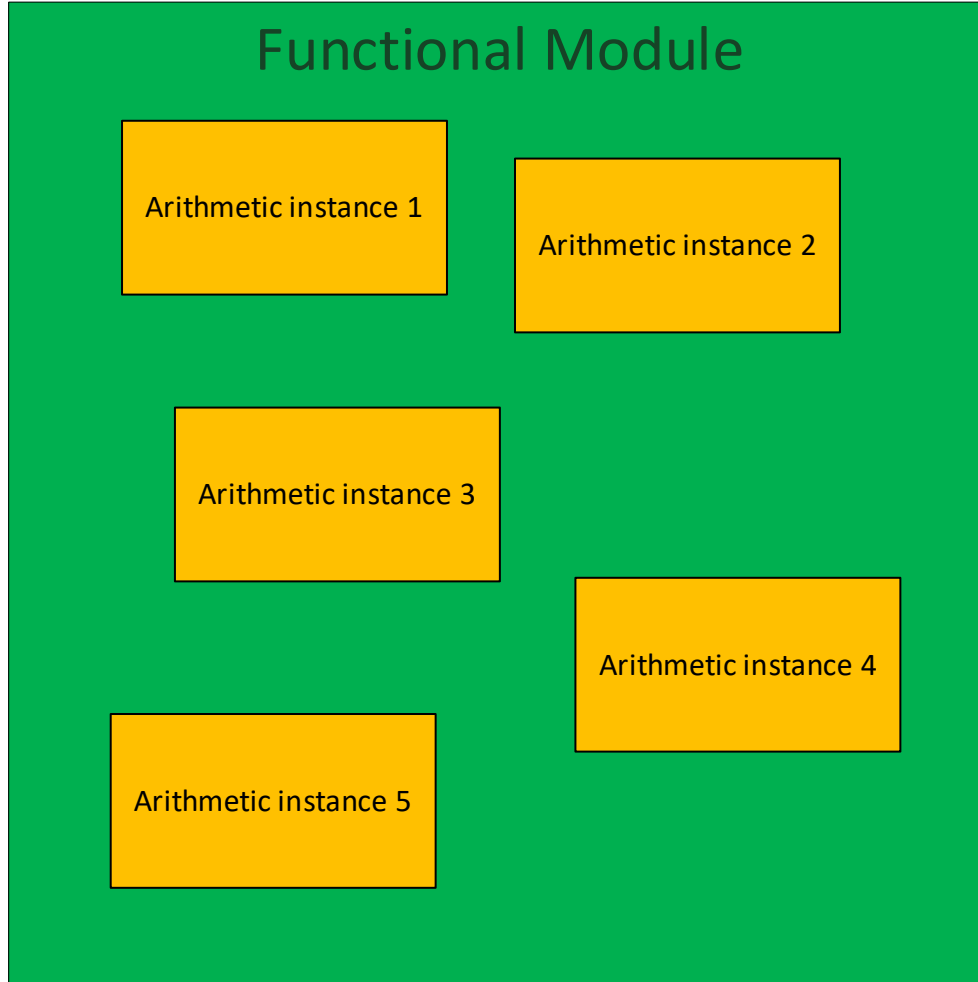 Functional Module
Arithmetic instance 1
Arithmetic instance 2
Arithmetic instance 3
Arithmetic instance 4
Arithmetic instance 5